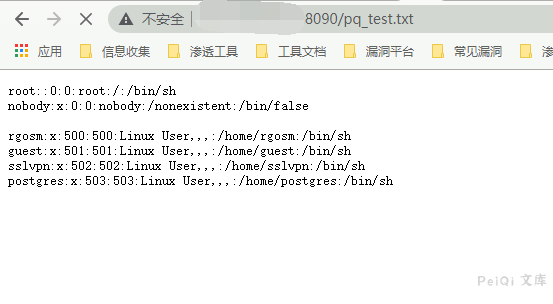 不安全 | 8090/pq_test.txt
应用 信息收集 渗透工具 工具文档 漏洞平台 常见漏洞 渗
root::0:0:root:/:/bin/sh
nobody:x:0:0:nobody:/nonexistent:/bin/false
rgosm:x:500:500:Linux User,,,:/home/rgosm:/bin/sh
guest:x:501:501:Linux User,,,:/home/guest:/bin/sh
sslvpn:x:502:502:Linux User,,,:/home/sslvpn:/bin/sh
postgres:x:503:503:Linux User,,,:/home/postgres:/bin/sh
PeiQi 文库